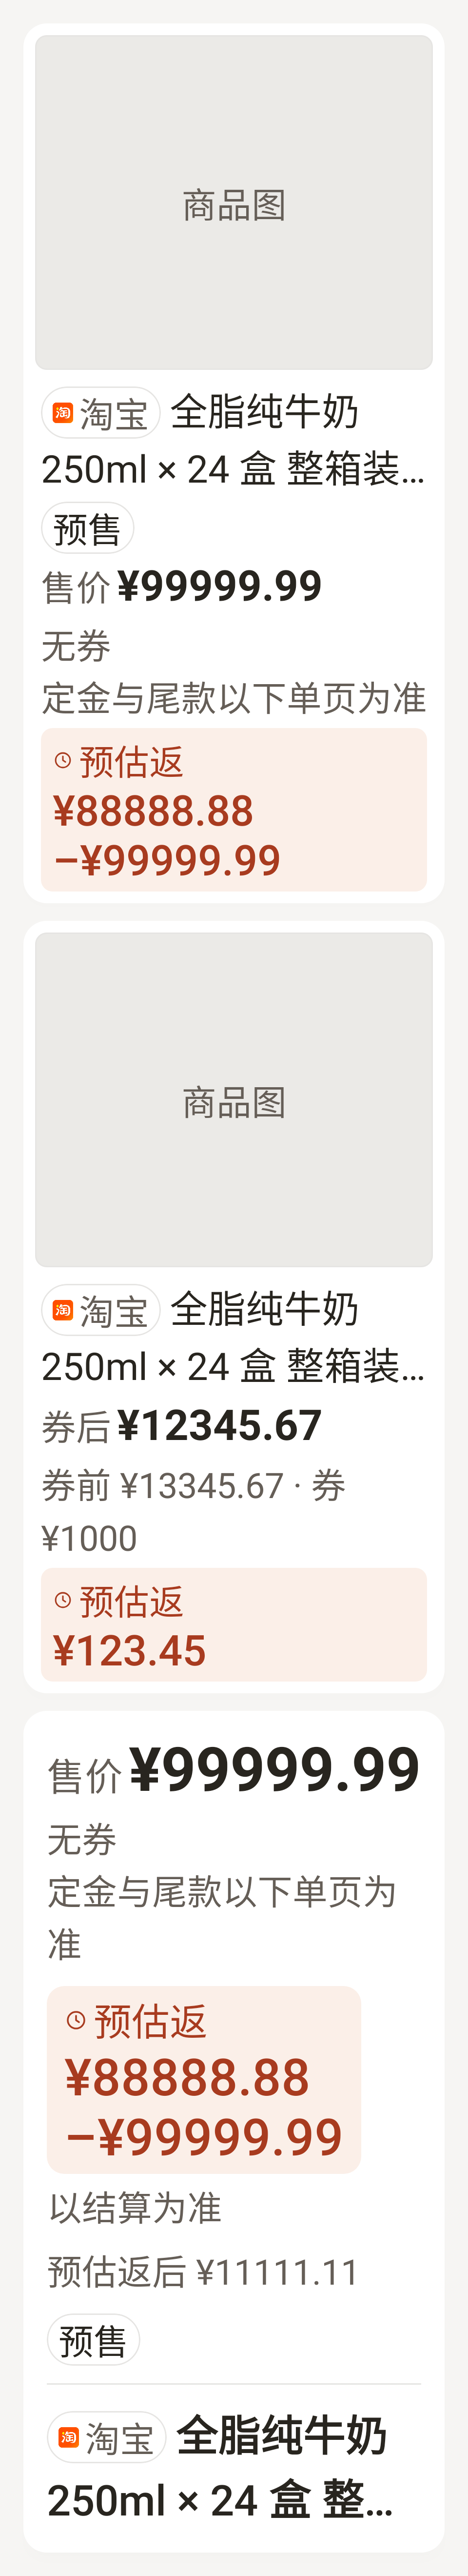 商品图
淘 淘宝 全脂纯牛奶
250ml × 24 盒 整箱装...
预售
售价 ¥99999.99
无券
定金与尾款以下单页为准
预估返
¥88888.88
–¥99999.99
商品图
淘 淘宝 全脂纯牛奶
250ml × 24 盒 整箱装...
券后 ¥12345.67
券前 ¥13345.67 · 券
¥1000
预估返
¥123.45
售价 ¥99999.99
无券
定金与尾款以下单页为
准
预估返
¥88888.88
–¥99999.99
以结算为准
预估返后 ¥11111.11
预售
淘 淘宝 全脂纯牛奶
250ml × 24 盒 整...